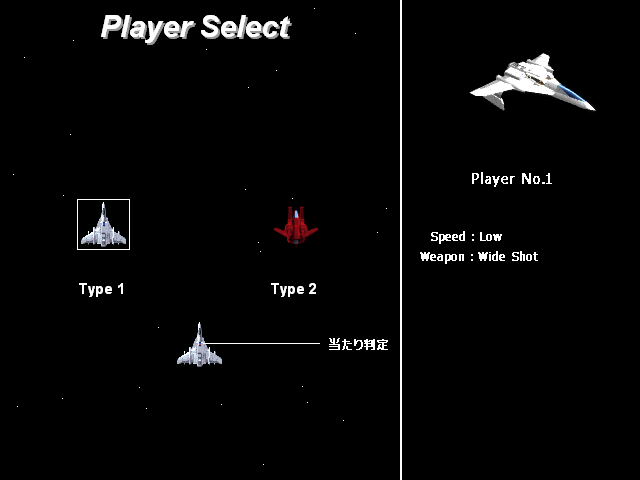 Player Select
Type 1
Type 2
当たり判定
Player No.1
Speed : Low
Weapon : Wide Shot